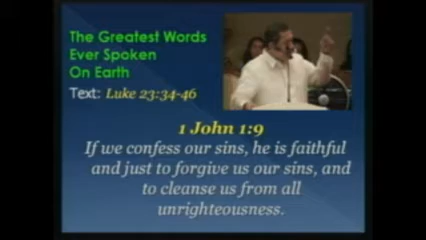 The Greatest Words
Ever Spoken
On Earth
Text: Luke 23:34-46
1 John 1:9
If we confess our sins, he is faithful
and just to forgive us our sins, and
to cleanse us from all
unrighteousness.